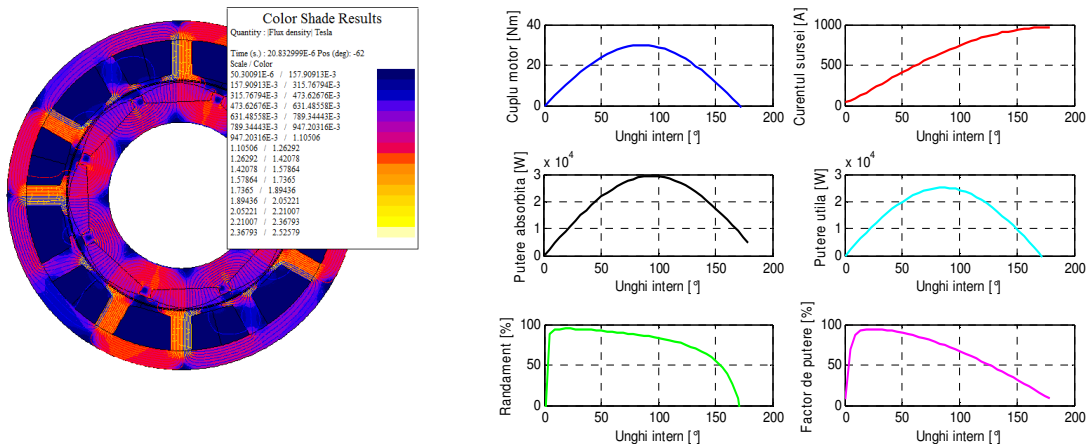 Color Shade Results
Quantity : |Flux density| Tesla
Time (s.) : 20.832999E-6 Pos (deg): -62
Scale / Color
50.30091E-6 / 157.90913E-3
157.90913E-3 / 315.76794E-3
315.76794E-3 / 473.62676E-3
473.62676E-3 / 631.48558E-3
631.48558E-3 / 789.34443E-3
789.34443E-3 / 947.20316E-3
947.20316E-3 / 1.10506
1.10506 / 1.26292
1.26292 / 1.42078
1.42078 / 1.57864
1.57864 / 1.7365
1.7365 / 1.89436
1.89436 / 2.05221
2.05221 / 2.21007
2.21007 / 2.36793
2.36793 / 2.52579
Cuplu motor [Nm]
40
20
0
0 50 100 150 200
Unghi intern [°]
Curentul sursei [A]
1000
500
0
0 50 100 150 200
Unghi intern [°]
Putere absorbita [W]
x 10^4
3
2
1
0
0 50 100 150 200
Unghi intern [°]
Putere utila [W]
x 10^4
3
2
1
0
0 50 100 150 200
Unghi intern [°]
Randament [%]
100
50
0
0 50 100 150 200
Unghi intern [°]
Factor de putere [%]
100
50
0
0 50 100 150 200
Unghi intern [°]